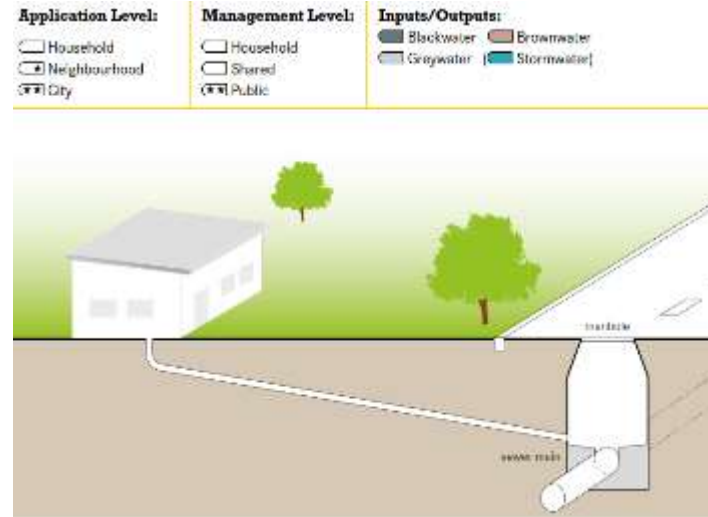 Application Level:
Household
★ Neighbourhood
★★ City
Management Level:
Household
Shared
★★ Public
Inputs/Outputs:
Blackwater Brownwater
Greywater (Stormwater)
manhole
sewer main